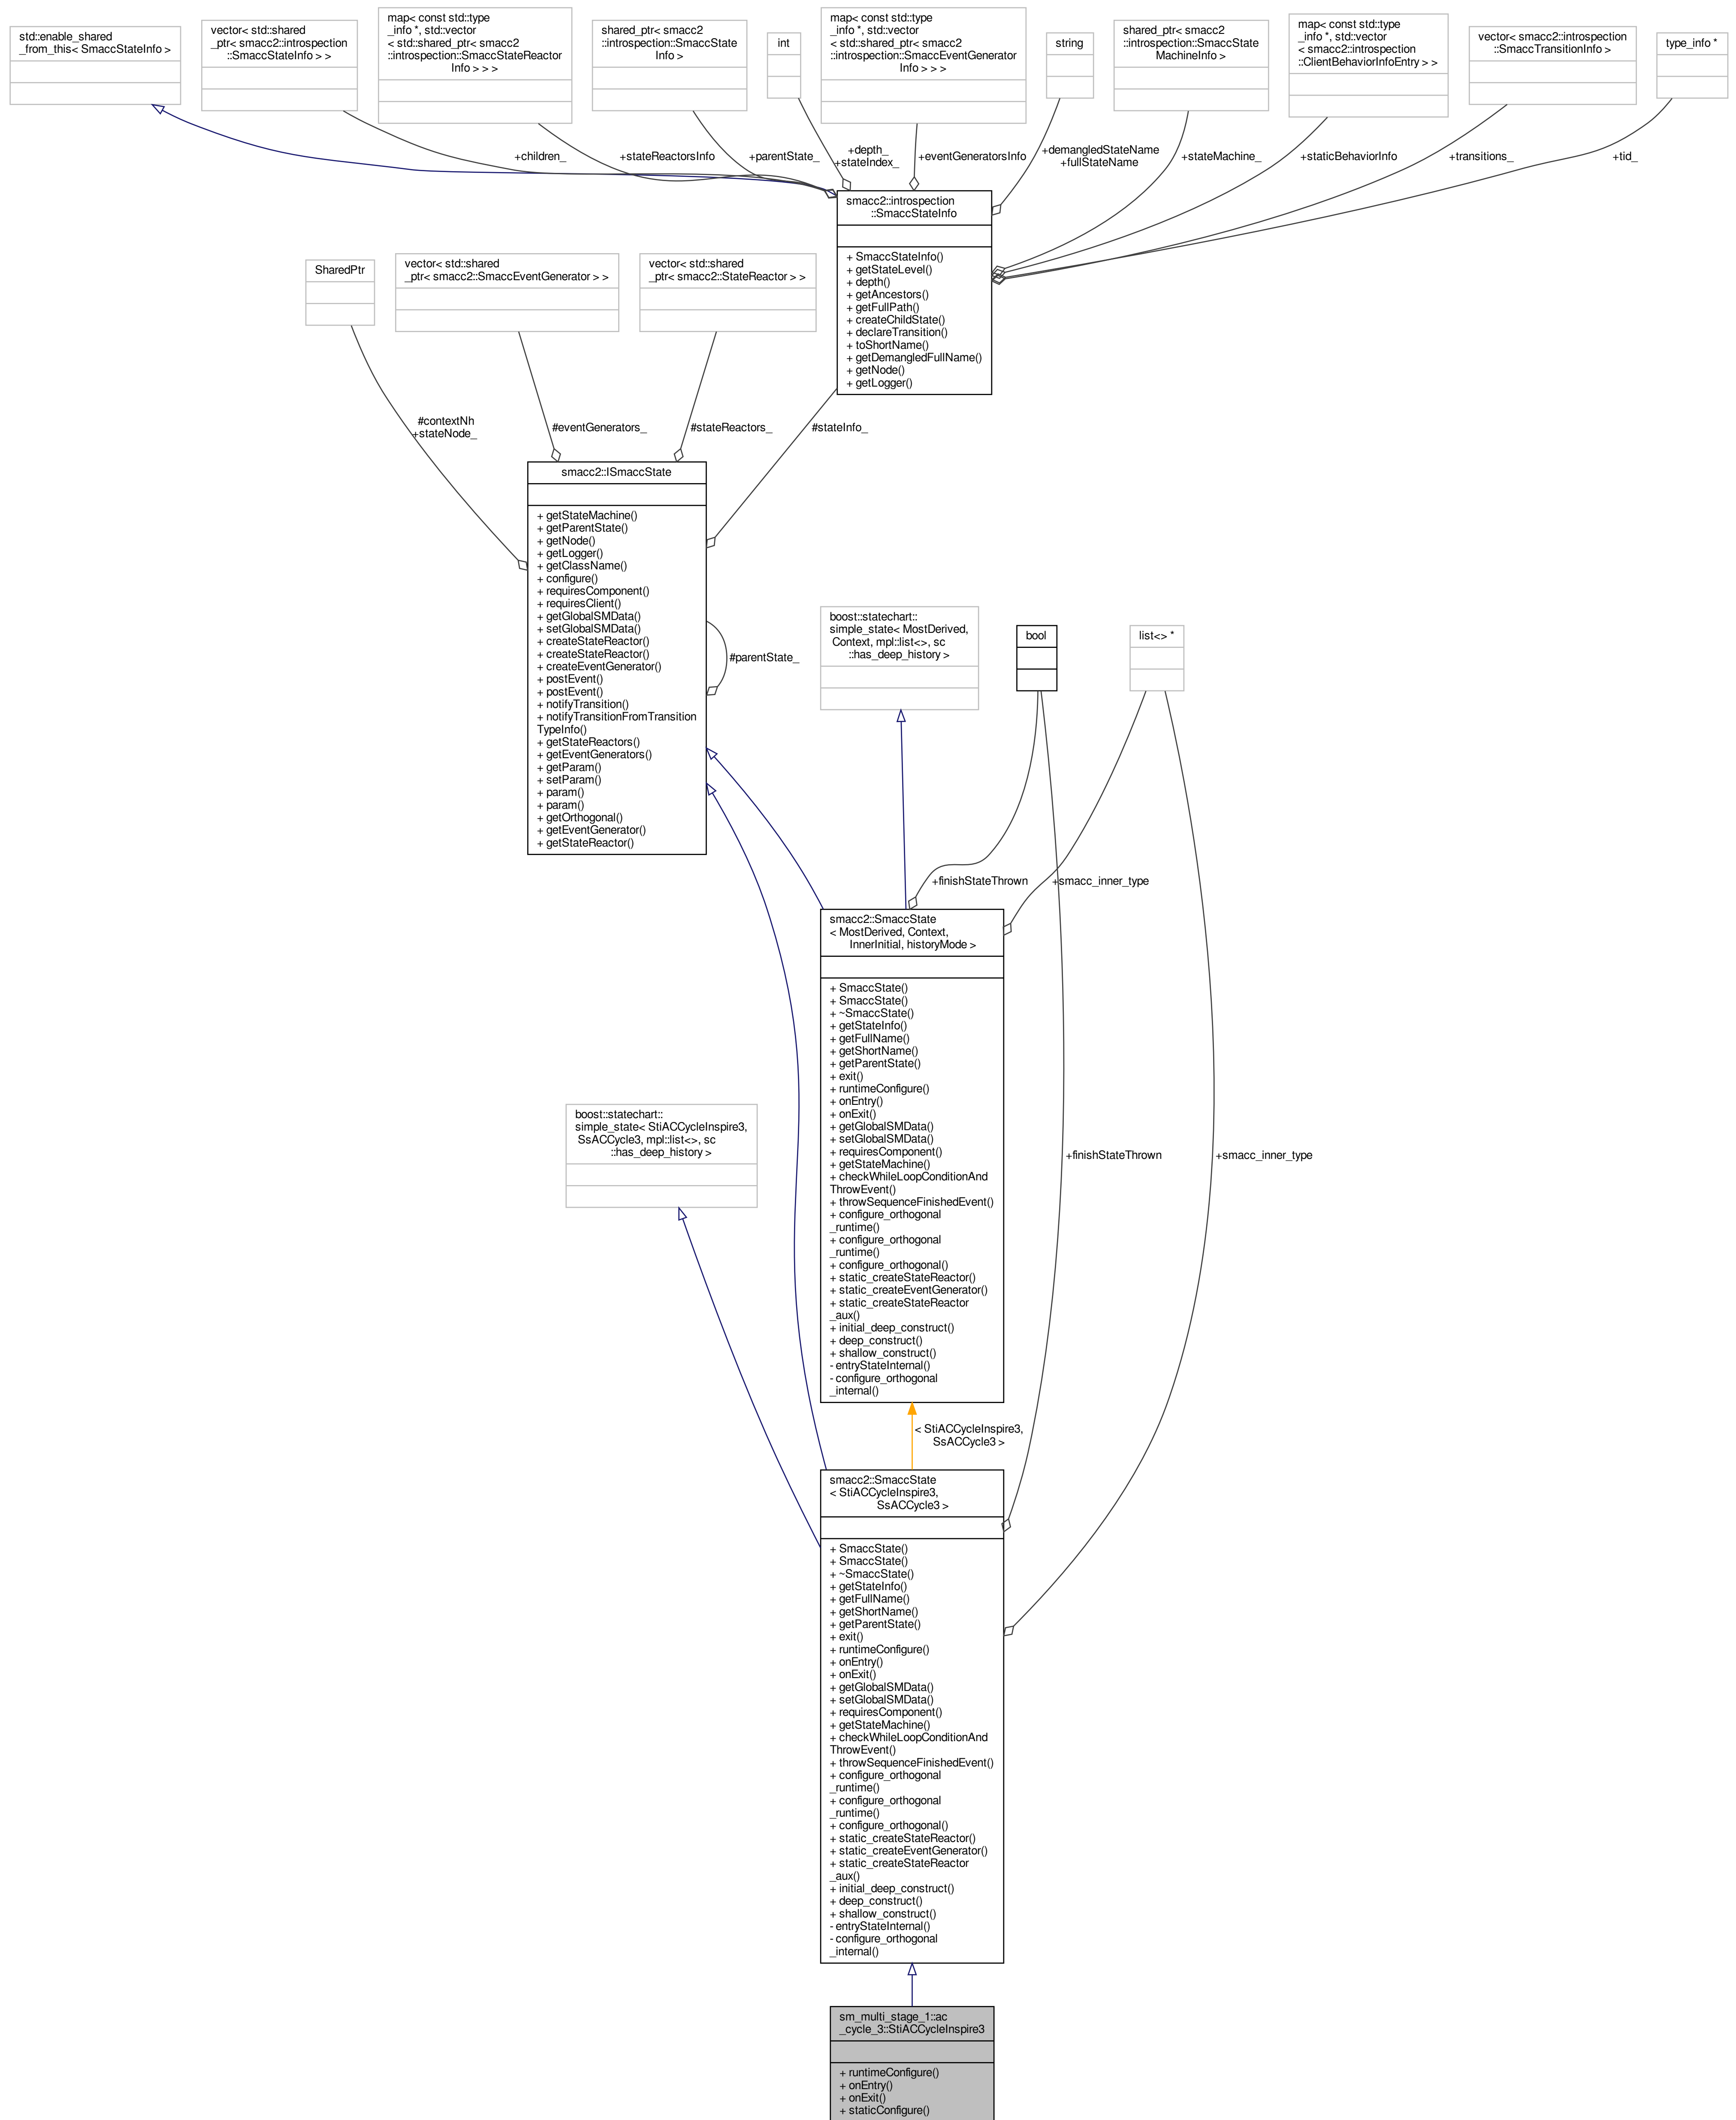 std::enable_shared
_from_this< SmaccStateInfo >
vector< std::shared
_ptr< smacc2::introspection
::SmaccStateInfo > >
map< const std::type
_info *, std::vector
< std::shared_ptr< smacc2
::introspection::SmaccStateReactor
Info > > >
shared_ptr< smacc2
::introspection::SmaccState
Info >
int
map< const std::type
_info *, std::vector
< std::shared_ptr< smacc2
::introspection::SmaccEventGenerator
Info > > >
string
shared_ptr< smacc2
::introspection::SmaccState
MachineInfo >
map< const std::type
_info *, std::vector
< smacc2::introspection
::ClientBehaviorInfoEntry > >
vector< smacc2::introspection
::SmaccTransitionInfo >
type_info *
+children_
+stateReactorsInfo
+parentState_
+depth_
+stateIndex_
+eventGeneratorsInfo
+demangledStateName
+fullStateName
+stateMachine_
+staticBehaviorInfo
+transitions_
+tid_
smacc2::introspection
::SmaccStateInfo
+ SmaccStateInfo()
+ getStateLevel()
+ depth()
+ getAncestors()
+ getFullPath()
+ createChildState()
+ declareTransition()
+ toShortName()
+ getDemangledFullName()
+ getNode()
+ getLogger()
SharedPtr
vector< std::shared
_ptr< smacc2::SmaccEventGenerator > >
vector< std::shared
_ptr< smacc2::StateReactor > >
#contextNh
+stateNode_
#eventGenerators_
#stateReactors_
#stateInfo_
smacc2::ISmaccState
+ getStateMachine()
+ getParentState()
+ getNode()
+ getLogger()
+ getClassName()
+ configure()
+ requiresComponent()
+ requiresClient()
+ getGlobalSMData()
+ setGlobalSMData()
+ createStateReactor()
+ createStateReactor()
+ createEventGenerator()
+ postEvent()
+ postEvent()
+ notifyTransition()
+ notifyTransitionFromTransition
TypeInfo()
+ getStateReactors()
+ getEventGenerators()
+ getParam()
+ setParam()
+ param()
+ param()
+ getOrthogonal()
+ getEventGenerator()
+ getStateReactor()
#parentState_
boost::statechart::
simple_state< MostDerived,
Context, mpl::list<>, sc
::has_deep_history >
bool
list<> *
+finishStateThrown
+smacc_inner_type
smacc2::SmaccState
< MostDerived, Context,
InnerInitial, historyMode >
+ SmaccState()
+ SmaccState()
+ ~SmaccState()
+ getStateInfo()
+ getFullName()
+ getShortName()
+ getParentState()
+ exit()
+ runtimeConfigure()
+ onEntry()
+ onExit()
+ getGlobalSMData()
+ setGlobalSMData()
+ requiresComponent()
+ getStateMachine()
+ checkWhileLoopConditionAnd
ThrowEvent()
+ throwSequenceFinishedEvent()
+ configure_orthogonal
_runtime()
+ configure_orthogonal
_runtime()
+ configure_orthogonal()
+ static_createStateReactor()
+ static_createEventGenerator()
+ static_createStateReactor
_aux()
+ initial_deep_construct()
+ deep_construct()
+ shallow_construct()
- entryStateInternal()
- configure_orthogonal
_internal()
boost::statechart::
simple_state< StiACCycleInspire3,
SsACCycle3, mpl::list<>, sc
::has_deep_history >
+finishStateThrown
+smacc_inner_type
< StiACCycleInspire3,
SsACCycle3 >
smacc2::SmaccState
< StiACCycleInspire3,
SsACCycle3 >
+ SmaccState()
+ SmaccState()
+ ~SmaccState()
+ getStateInfo()
+ getFullName()
+ getShortName()
+ getParentState()
+ exit()
+ runtimeConfigure()
+ onEntry()
+ onExit()
+ getGlobalSMData()
+ setGlobalSMData()
+ requiresComponent()
+ getStateMachine()
+ checkWhileLoopConditionAnd
ThrowEvent()
+ throwSequenceFinishedEvent()
+ configure_orthogonal
_runtime()
+ configure_orthogonal
_runtime()
+ configure_orthogonal()
+ static_createStateReactor()
+ static_createEventGenerator()
+ static_createStateReactor
_aux()
+ initial_deep_construct()
+ deep_construct()
+ shallow_construct()
- entryStateInternal()
- configure_orthogonal
_internal()
sm_multi_stage_1::ac
_cycle_3::StiACCycleInspire3
+ runtimeConfigure()
+ onEntry()
+ onExit()
+ staticConfigure()